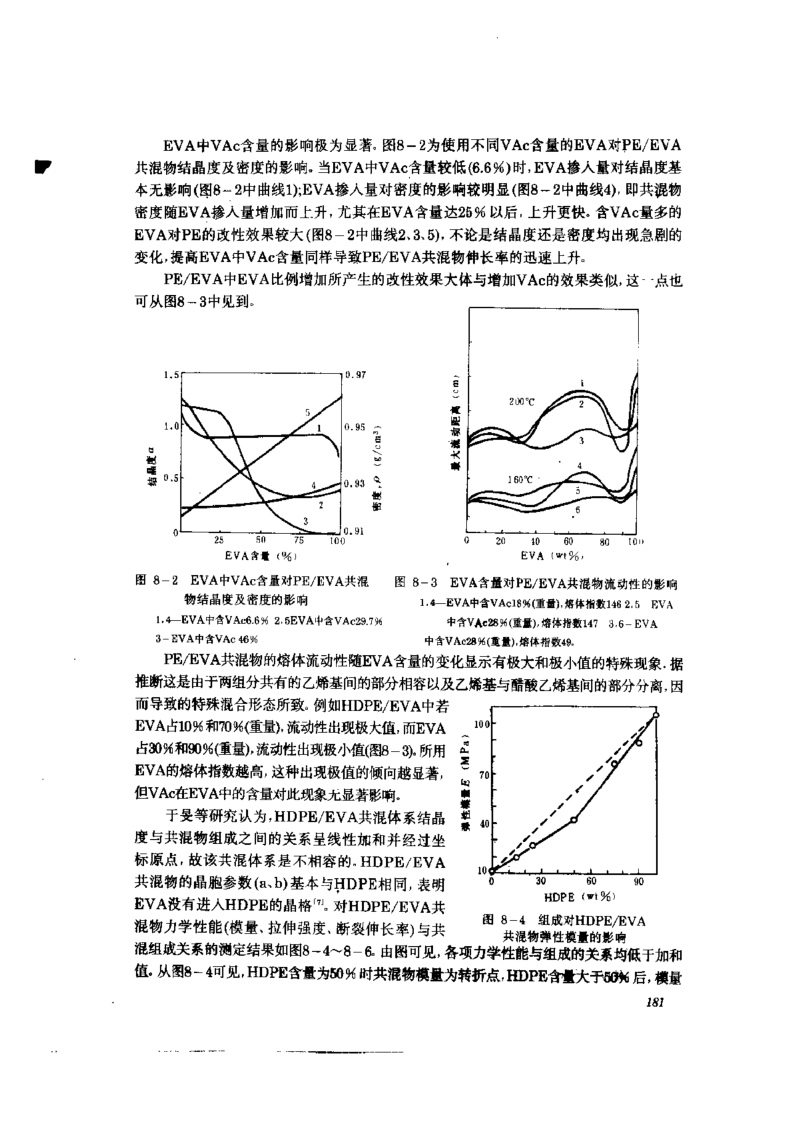 EVA中VAc含量的影响极为显著。图8-2为使用不同VAc含量的EVA对PE/EVA
共混物结晶度及密度的影响。当EVA中VAc含量较低(6.6%)时,EVA掺入量对结晶度基
本无影响(图8-2中曲线1);EVA掺入量对密度的影响较明显(图8-2中曲线4),即共混物
密度随EVA掺入量增加而上升,尤其在EVA含量达25%以后,上升更快。含VAc量多的
EVA对PE的改性效果较大(图8-2中曲线2、3、5),不论是结晶度还是密度均出现急剧的
变化,提高EVA中VAc含量同样导致PE/EVA共混物伸长率的迅速上升。
PE/EVA中EVA比例增加所产生的改性效果大体与增加VAc的效果类似,这一点也
可从图8-3中见到。
1.5
1.0
0.5
0
结晶度α
0.97
0.95
0.93
0.91
密度,ρ (g/cm³)
5
1
4
2
3
25 50 75 100
EVA含量 (%)
最大流动距离 (cm)
200℃
1
2
3
160℃
4
5
6
0 20 40 60 80 100
EVA (wt%)
图 8-2 EVA中VAc含量对PE/EVA共混
物结晶度及密度的影响
1.4—EVA中含VAc6.6% 2.5EVA中含VAc29.7%
3-EVA中含VAc 46%
图 8-3 EVA含量对PE/EVA共混物流动性的影响
1.4—EVA中含VAc18%(重量),熔体指数146 2.5 EVA
中含VAc28%(重量),熔体指数147 3.6-EVA
中含VAc28%(重量),熔体指数49。
PE/EVA共混物的熔体流动性随EVA含量的变化显示有极大和极小值的特殊现象.据
推断这是由于两组分共有的乙烯基间的部分相容以及乙烯基与醋酸乙烯基间的部分分离,因
而导致的特殊混合形态所致。例如HDPE/EVA中若
EVA占10%和70%(重量),流动性出现极大值,而EVA
占30%和90%(重量),流动性出现极小值(图8-3)。所用
EVA的熔体指数越高,这种出现极值的倾向越显著,
但VAc在EVA中的含量对此现象无显著影响。
于旻等研究认为,HDPE/EVA共混体系结晶
度与共混物组成之间的关系呈线性加和并经过坐
标原点,故该共混体系是不相容的。HDPE/EVA
共混物的晶胞参数(a、b)基本与HDPE相同,表明
EVA没有进入HDPE的晶格[7]。对HDPE/EVA共
混物力学性能(模量、拉伸强度、断裂伸长率)与共
100
70
40
10
弹性模量E (MPa)
0 30 60 90
HDPE (wt%)
图 8-4 组成对HDPE/EVA
共混物弹性模量的影响
混组成关系的测定结果如图8-4~8-6。由图可见,各项力学性能与组成的关系均低于加和
值。从图8-4可见,HDPE含量为50%时共混物模量为转折点,HDPE含量大于50%后,模量
181